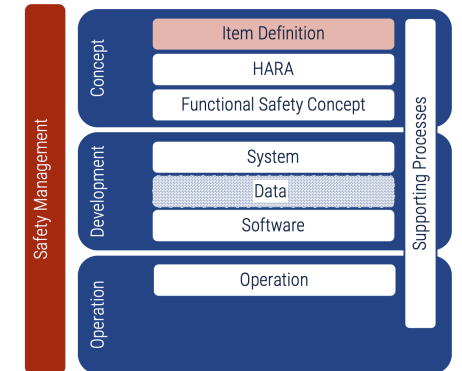 Safety Management
Concept
Item Definition
HARA
Functional Safety Concept
Development
System
Data
Software
Operation
Operation
Supporting Processes